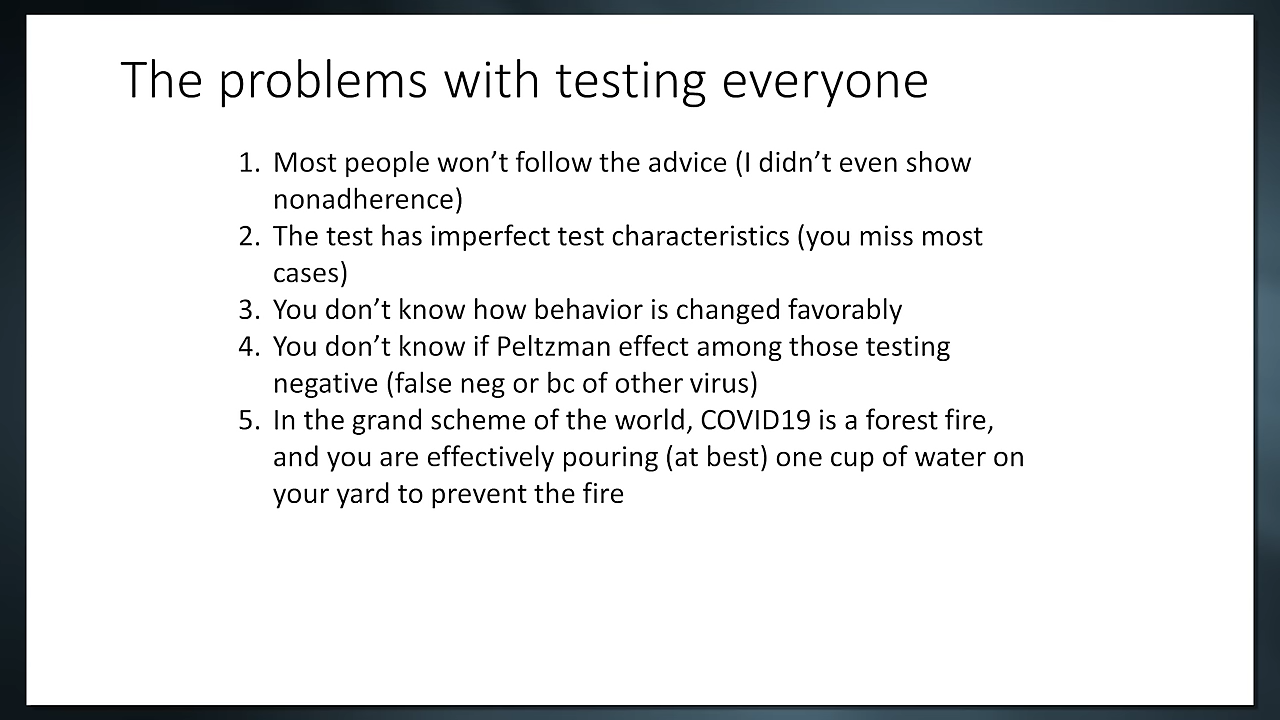 The problems with testing everyone
1. Most people won’t follow the advice (I didn’t even show
nonadherence)
2. The test has imperfect test characteristics (you miss most
cases)
3. You don’t know how behavior is changed favorably
4. You don’t know if Peltzman effect among those testing
negative (false neg or bc of other virus)
5. In the grand scheme of the world, COVID19 is a forest fire,
and you are effectively pouring (at best) one cup of water on
your yard to prevent the fire